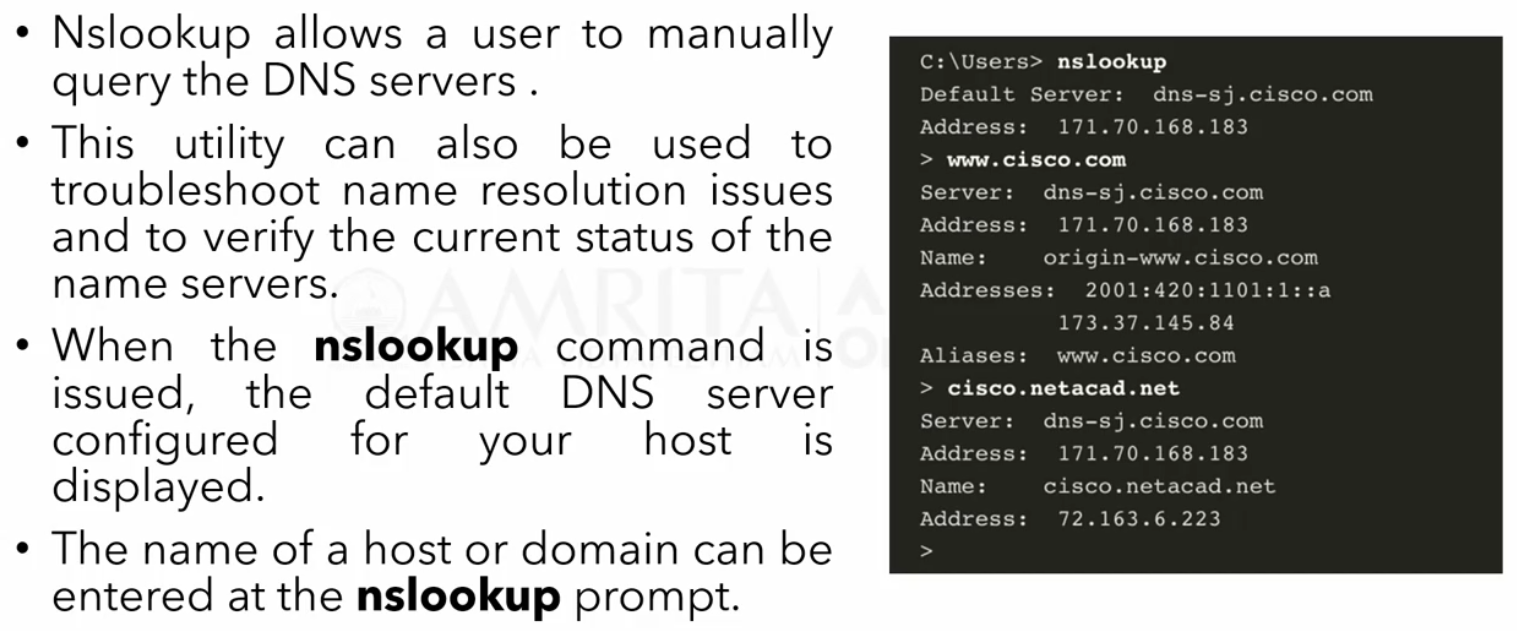 • Nslookup allows a user to manually
query the DNS servers .
• This utility can also be used to
troubleshoot name resolution issues
and to verify the current status of the
name servers.
• When the nslookup command is
issued, the default DNS server
configured for your host is
displayed.
• The name of a host or domain can be
entered at the nslookup prompt.
C:\Users> nslookup
Default Server:  dns-sj.cisco.com
Address:  171.70.168.183
> www.cisco.com
Server:  dns-sj.cisco.com
Address:  171.70.168.183
Name:    origin-www.cisco.com
Addresses:  2001:420:1101:1::a
173.37.145.84
Aliases:  www.cisco.com
> cisco.netacad.net
Server:  dns-sj.cisco.com
Address:  171.70.168.183
Name:    cisco.netacad.net
Address:  72.163.6.223
>
AMRITA